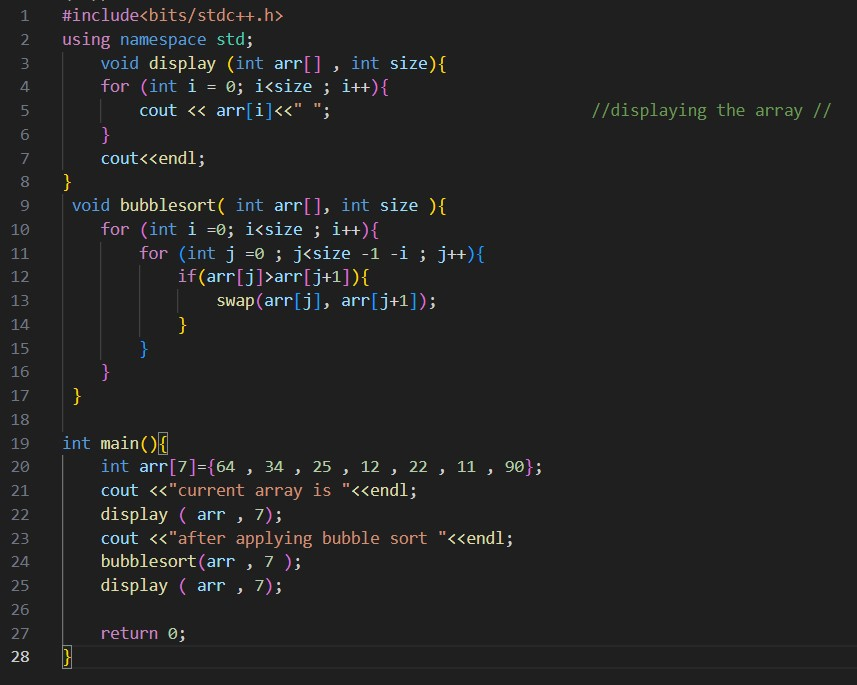 1 #include<bits/stdc++.h>
2 using namespace std;
3     void display (int arr[] , int size){
4     for (int i = 0; i<size ; i++){
5         cout << arr[i]<<" ";                           //displaying the array //
6     }
7     cout<<endl;
8 }
9  void bubblesort( int arr[], int size ){
10     for (int i =0; i<size ; i++){
11         for (int j =0 ; j<size -1 -i ; j++){
12             if(arr[j]>arr[j+1]){
13                 swap(arr[j], arr[j+1]);
14             }
15         }
16     }
17  }
18
19 int main(){
20     int arr[7]={64 , 34 , 25 , 12 , 22 , 11 , 90};
21     cout <<"current array is "<<endl;
22     display ( arr , 7);
23     cout <<"after applying bubble sort "<<endl;
24     bubblesort(arr , 7 );
25     display ( arr , 7);
26
27     return 0;
28 }